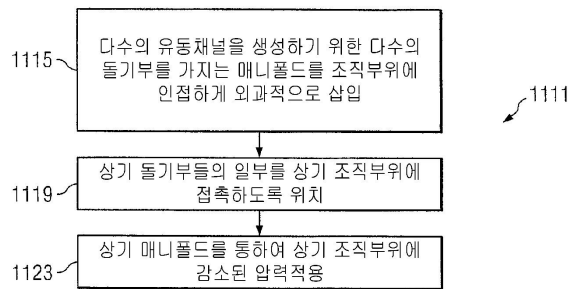 1115
다수의 유동채널을 생성하기 위한 다수의
돌기부를 가지는 매니폴드를 조직부위에
인접하게 외과적으로 삽입
1111
1119
상기 돌기부들의 일부를 상기 조직부위에
접촉하도록 위치
1123
상기 매니폴드를 통하여 상기 조직부위에
감소된 압력적용